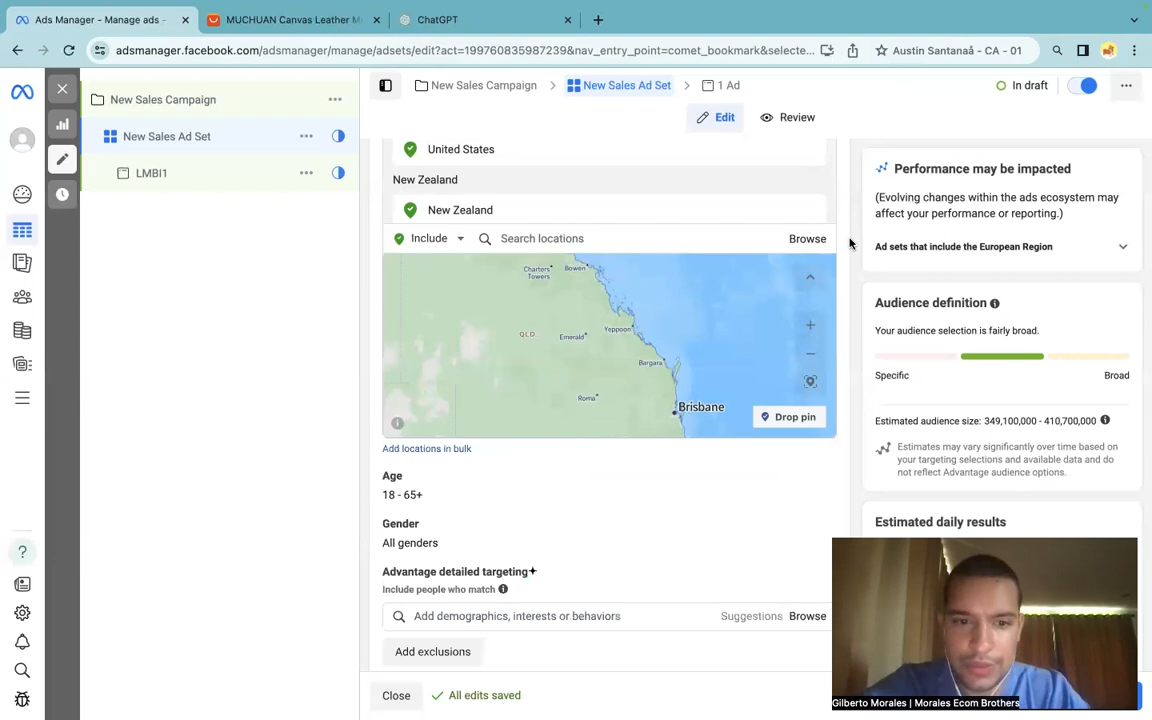 Ads Manager - Manage ads -
MUCHUAN Canvas Leather M
ChatGPT
adsmanager.facebook.com/adsmanager/manage/adsets/edit?act=199760835987239&nav_entry_point=comet_bookmark&selecte...
Austin Santanaå - CA - 01
New Sales Campaign
New Sales Ad Set
LMBI1
New Sales Campaign
New Sales Ad Set
1 Ad
In draft
Edit
Review
United States
New Zealand
New Zealand
Include
Search locations
Browse
Charters Towers
Bowen
QLD
Emerald
Yeppoon
Bargara
Roma
Brisbane
Drop pin
Add locations in bulk
Age
18 - 65+
Gender
All genders
Advantage detailed targeting+
Include people who match
Add demographics, interests or behaviors
Suggestions
Browse
Add exclusions
Close
All edits saved
Performance may be impacted
(Evolving changes within the ads ecosystem may
affect your performance or reporting.)
Ad sets that include the European Region
Audience definition
Your audience selection is fairly broad.
Specific
Broad
Estimated audience size: 349,100,000 - 410,700,000
Estimates may vary significantly over time based on
your targeting selections and available data and do
not reflect Advantage audience options.
Estimated daily results
Gilberto Morales | Morales Ecom Brothers